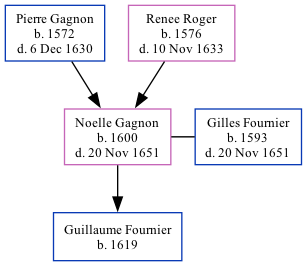 Pierre Gagnon
b. 1572
d. 6 Dec 1630
Renee Roger
b. 1576
d. 10 Nov 1633
Noelle Gagnon
b. 1600
d. 20 Nov 1651
Gilles Fournier
b. 1593
d. 20 Nov 1651
Guillaume Fournier
b. 1619